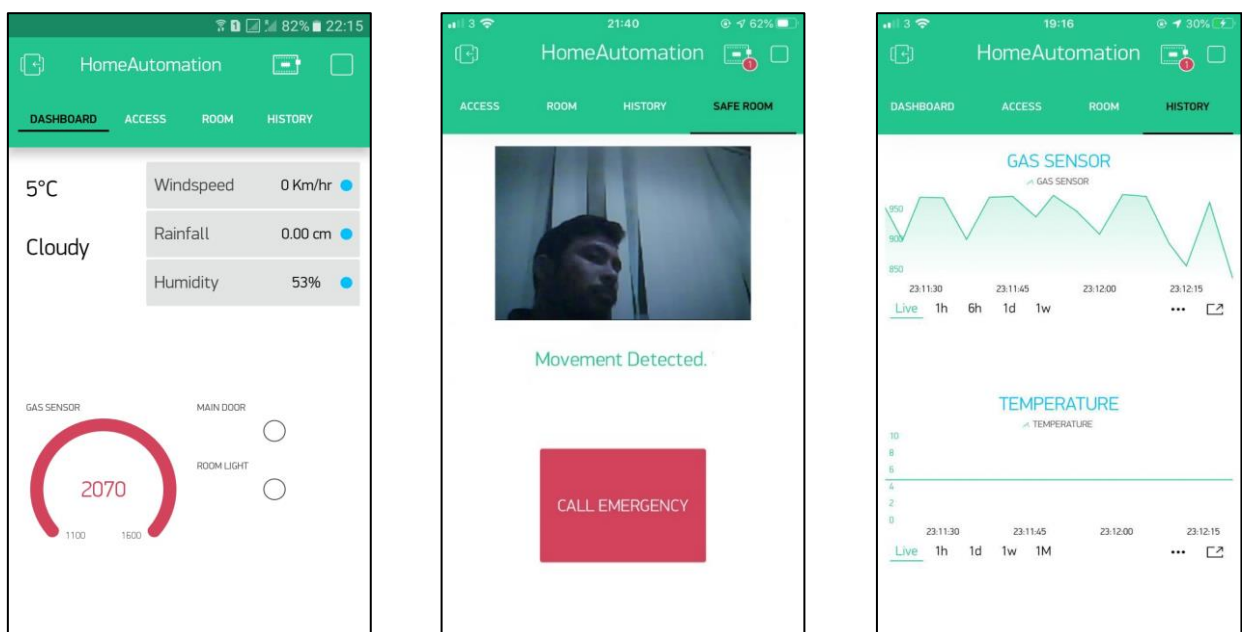 82% 22:15
HomeAutomation
DASHBOARD ACCESS ROOM HISTORY
5°C
Cloudy
Windspeed 0 Km/hr
Rainfall 0.00 cm
Humidity 53%
GAS SENSOR
2070
1100 1600
MAIN DOOR
ROOM LIGHT
3 21:40 62%
HomeAutomation
1
ACCESS ROOM HISTORY SAFE ROOM
Movement Detected.
CALL EMERGENCY
3 19:16 30%
HomeAutomation
1
DASHBOARD ACCESS ROOM HISTORY
GAS SENSOR
GAS SENSOR
950
900
850
23:11:30 23:11:45 23:12:00 23:12:15
Live 1h 6h 1d 1w
TEMPERATURE
TEMPERATURE
10
8
6
4
2
0
23:11:30 23:11:45 23:12:00 23:12:15
Live 1h 1d 1w 1M